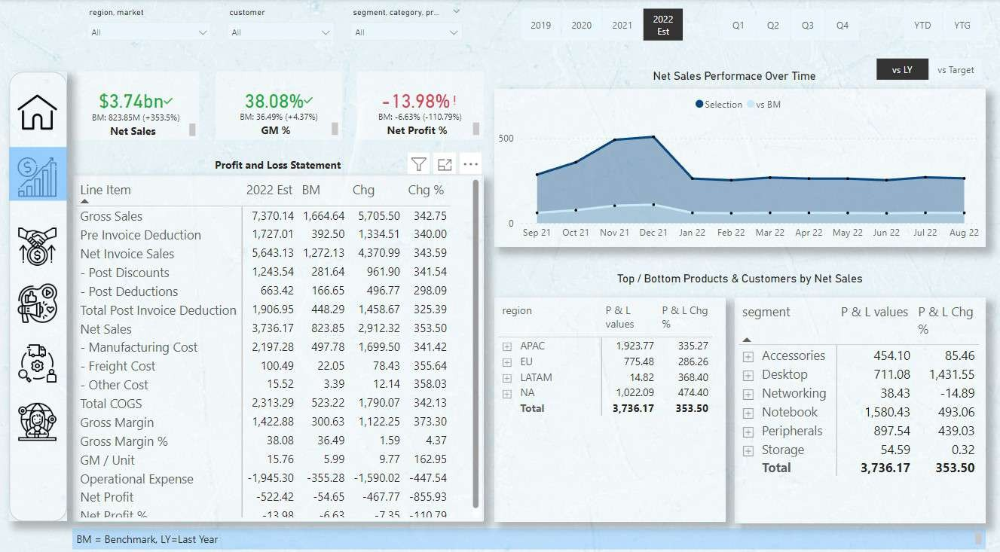 region, market
customer
segment, category, pr...
All
All
All
2019 2020 2021 2022 Est
Q1 Q2 Q3 Q4
YTD YTG
vs LY vs Target
$3.74bn
BM: 823.85M (+353.5%)
Net Sales
38.08%
BM: 36.49% (+4.37%)
GM %
-13.98% !
BM: -6.63% (-110.79%)
Net Profit %
Net Sales Performace Over Time
Selection vs BM
500
0
Sep 21 Oct 21 Nov 21 Dec 21 Jan 22 Feb 22 Mar 22 Apr 22 May 22 Jun 22 Jul 22 Aug 22
Profit and Loss Statement
Line Item 2022 Est BM Chg Chg %
Gross Sales 7,370.14 1,664.64 5,705.50 342.75
Pre Invoice Deduction 1,727.01 392.50 1,334.51 340.00
Net Invoice Sales 5,643.13 1,272.13 4,370.99 343.59
- Post Discounts 1,243.54 281.64 961.90 341.54
- Post Deductions 663.42 166.65 496.77 298.09
Total Post Invoice Deduction 1,906.95 448.29 1,458.67 325.39
Net Sales 3,736.17 823.85 2,912.32 353.50
- Manufacturing Cost 2,197.28 497.78 1,699.50 341.42
- Freight Cost 100.49 22.05 78.43 355.64
- Other Cost 15.52 3.39 12.14 358.03
Total COGS 2,313.29 523.22 1,790.07 342.13
Gross Margin 1,422.88 300.63 1,122.25 373.30
Gross Margin % 38.08 36.49 1.59 4.37
GM / Unit 15.76 5.99 9.77 162.95
Operational Expense -1,945.30 -355.28 -1,590.02 -447.54
Net Profit -522.42 -54.65 -467.77 -855.93
Net Profit % -13.98 -6.63 -7.35 -110.79
Top / Bottom Products & Customers by Net Sales
region P & L values P & L Chg %
APAC 1,923.77 335.27
EU 775.48 286.26
LATAM 14.82 368.40
NA 1,022.09 474.40
Total 3,736.17 353.50
segment P & L values P & L Chg %
Accessories 454.10 85.46
Desktop 711.08 1,431.55
Networking 38.43 -14.89
Notebook 1,580.43 493.06
Peripherals 897.54 439.03
Storage 54.59 0.32
Total 3,736.17 353.50
BM = Benchmark, LY=Last Year